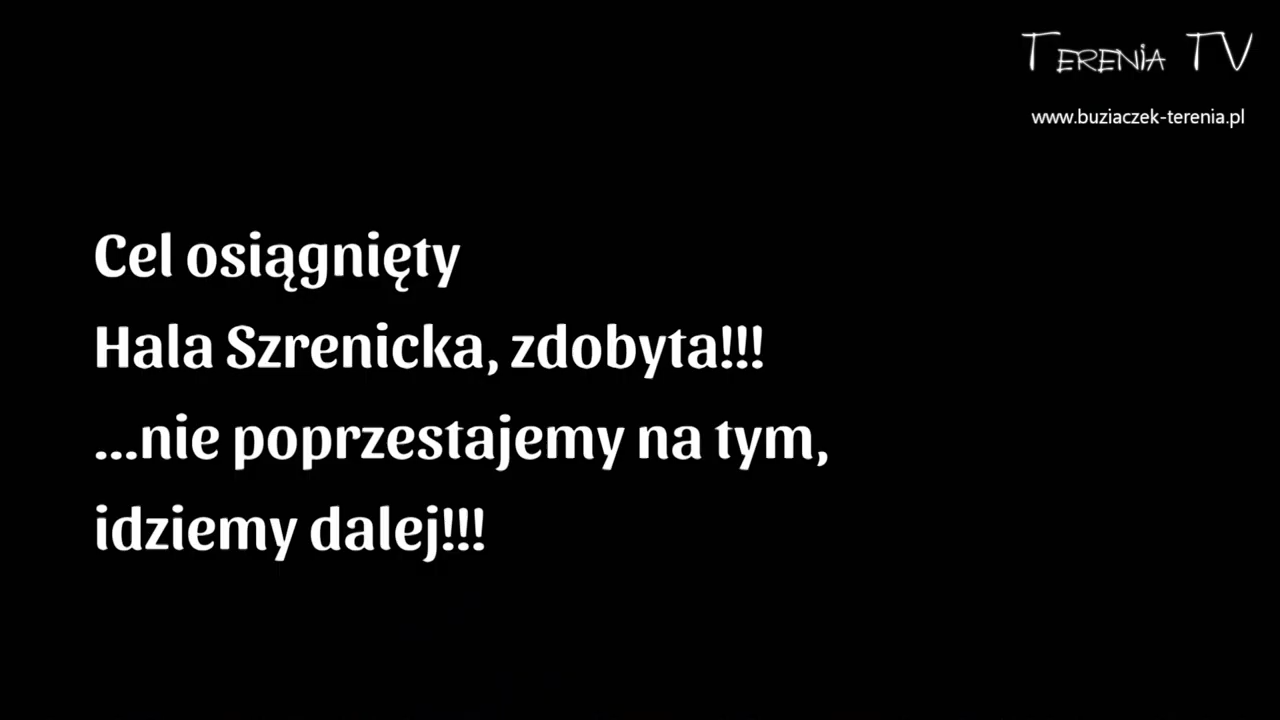 Terenia TV
www.buziaczek-terenia.pl
Cel osiągnięty
Hala Szrenicka, zdobyta!!!
...nie poprzestajemy na tym,
idziemy dalej!!!